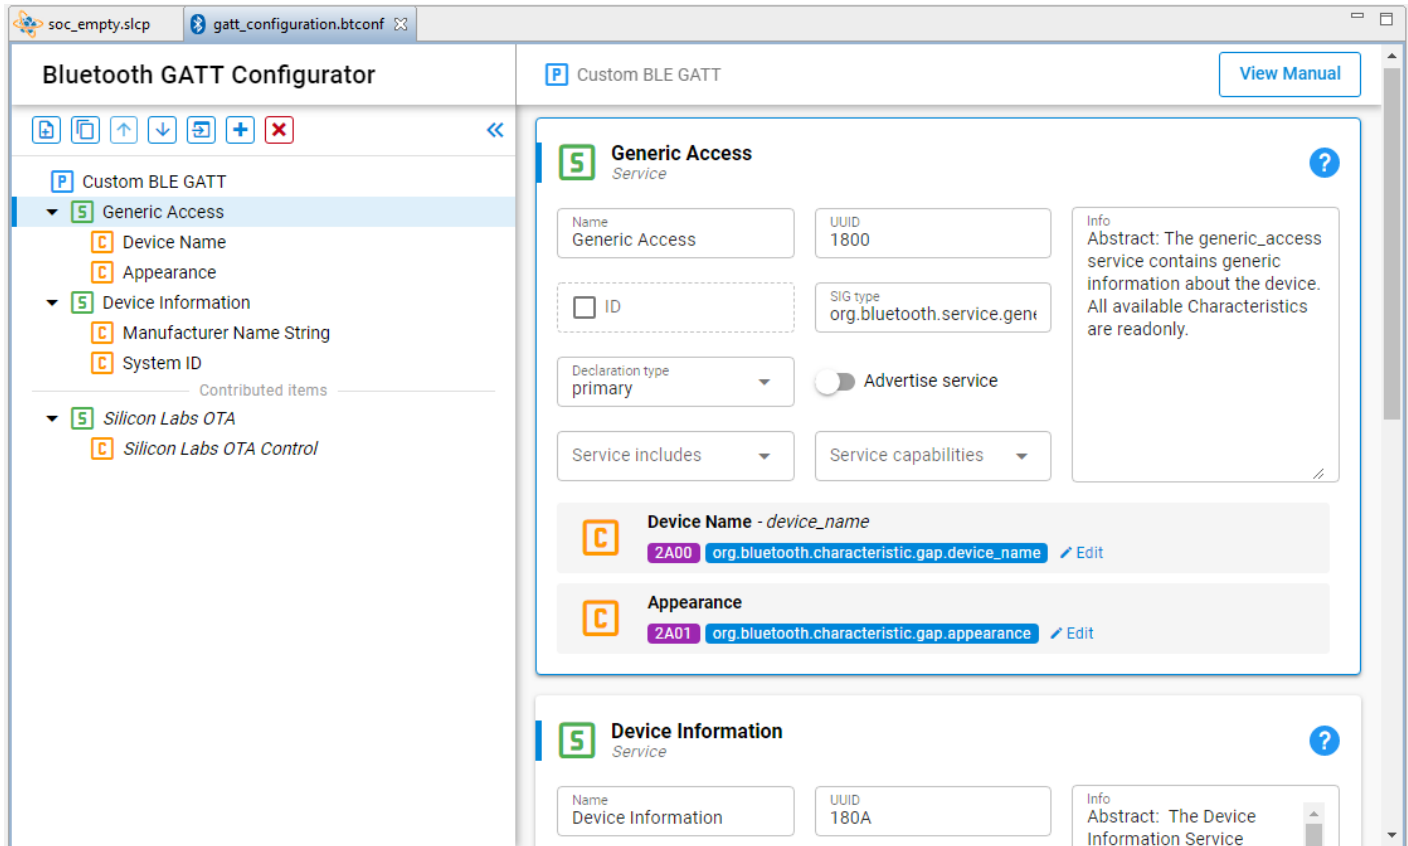 soc_empty.slcp
gatt_configuration.btconf
Bluetooth GATT Configurator
P Custom BLE GATT
View Manual
P Custom BLE GATT
S Generic Access
C Device Name
C Appearance
S Device Information
C Manufacturer Name String
C System ID
Contributed items
S Silicon Labs OTA
C Silicon Labs OTA Control
S Generic Access
Service
?
Name
Generic Access
UUID
1800
Info
Abstract: The generic_access
service contains generic
information about the device.
All available Characteristics
are readonly.
ID
SIG type
org.bluetooth.service.gene
Declaration type
primary
Advertise service
Service includes
Service capabilities
C Device Name - device_name
2A00 org.bluetooth.characteristic.gap.device_name Edit
C Appearance
2A01 org.bluetooth.characteristic.gap.appearance Edit
S Device Information
Service
?
Name
Device Information
UUID
180A
Info
Abstract: The Device
Information Service